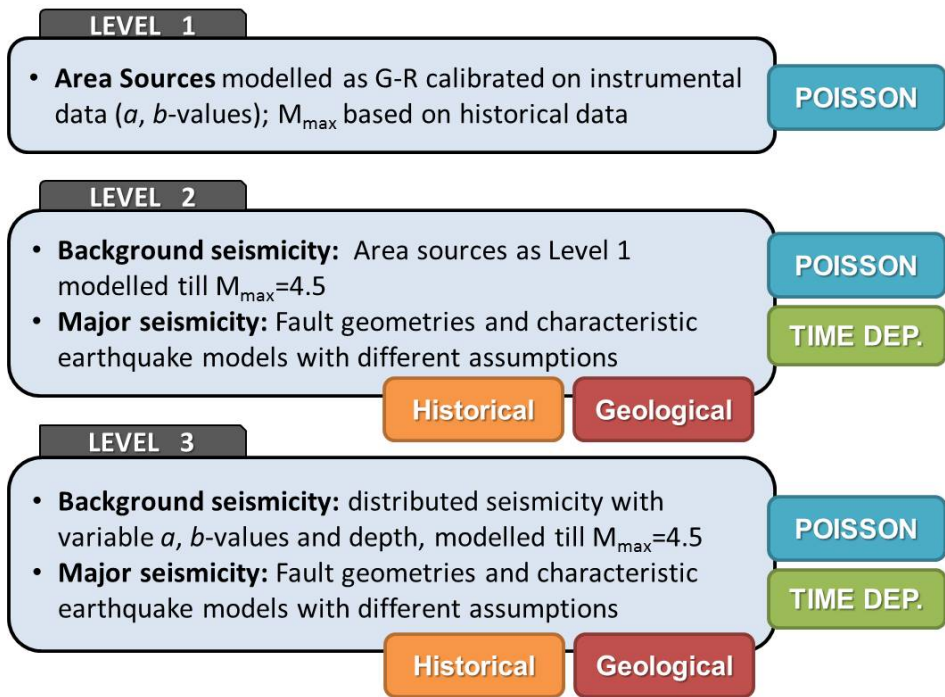 LEVEL 1
• Area Sources modelled as G-R calibrated on instrumental
data (a, b-values); Mmax based on historical data
POISSON
LEVEL 2
• Background seismicity: Area sources as Level 1
modelled till Mmax=4.5
• Major seismicity: Fault geometries and characteristic
earthquake models with different assumptions
POISSON
TIME DEP.
Historical
Geological
LEVEL 3
• Background seismicity: distributed seismicity with
variable a, b-values and depth, modelled till Mmax=4.5
• Major seismicity: Fault geometries and characteristic
earthquake models with different assumptions
POISSON
TIME DEP.
Historical
Geological